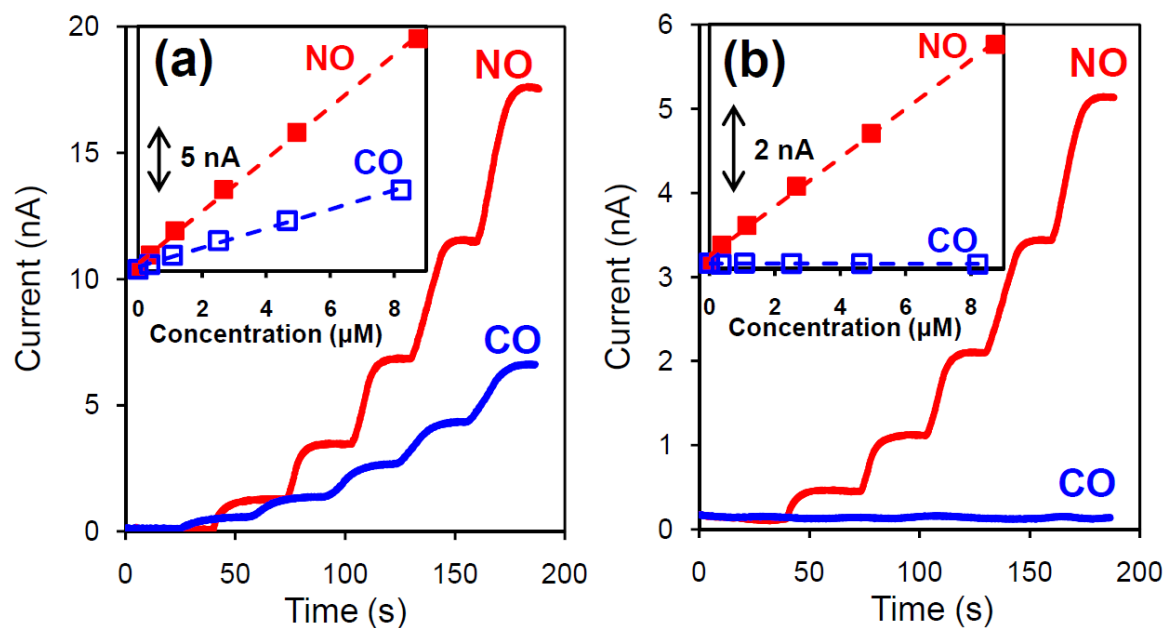 (a)
NO
NO
5 nA
CO
CO
0 2 4 6 8
Concentration (µM)
20
15
10
5
0
Current (nA)
0 50 100 150 200
Time (s)
(b)
NO
NO
2 nA
CO
CO
0 2 4 6 8
Concentration (µM)
6
5
4
3
2
1
0
Current (nA)
0 50 100 150 200
Time (s)